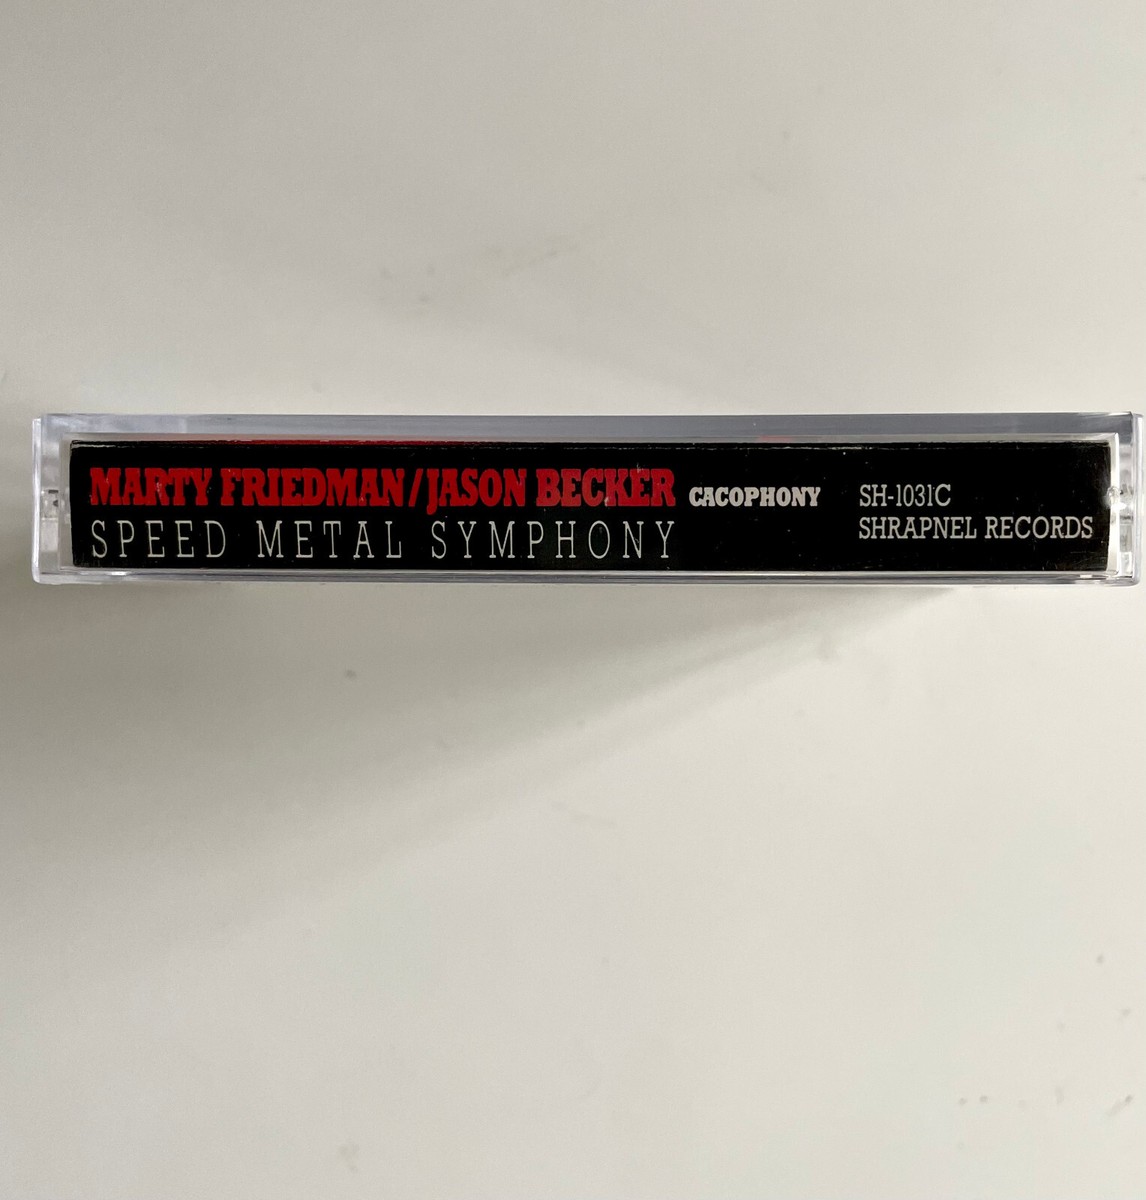 MARTY FRIEDMAN/JASON BECKER CACOPHONY
SPEED METAL SYMPHONY
SH-1031C
SHRAPNEL RECORDS